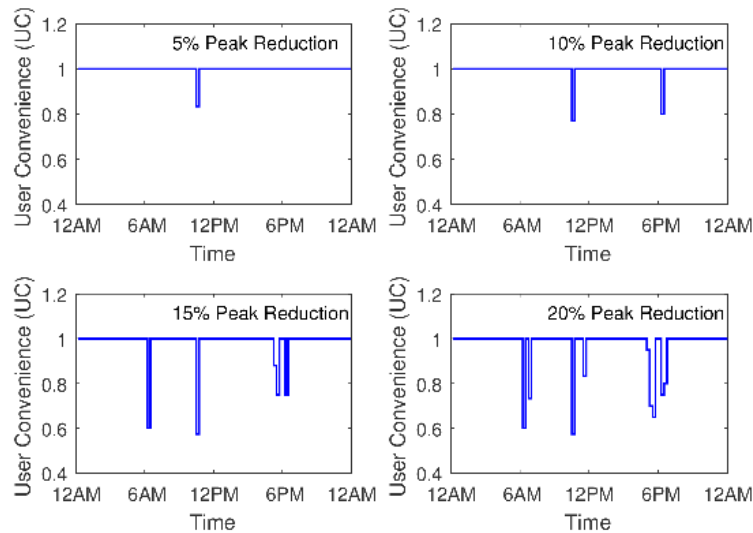 5% Peak Reduction
User Convenience (UC)
1.2
1
0.8
0.6
0.4
12AM 6AM 12PM 6PM 12AM
Time
10% Peak Reduction
User Convenience (UC)
1.2
1
0.8
0.6
0.4
12AM 6AM 12PM 6PM 12AM
Time
15% Peak Reduction
User Convenience (UC)
1.2
1
0.8
0.6
0.4
12AM 6AM 12PM 6PM 12AM
Time
20% Peak Reduction
User Convenience (UC)
1.2
1
0.8
0.6
0.4
12AM 6AM 12PM 6PM 12AM
Time